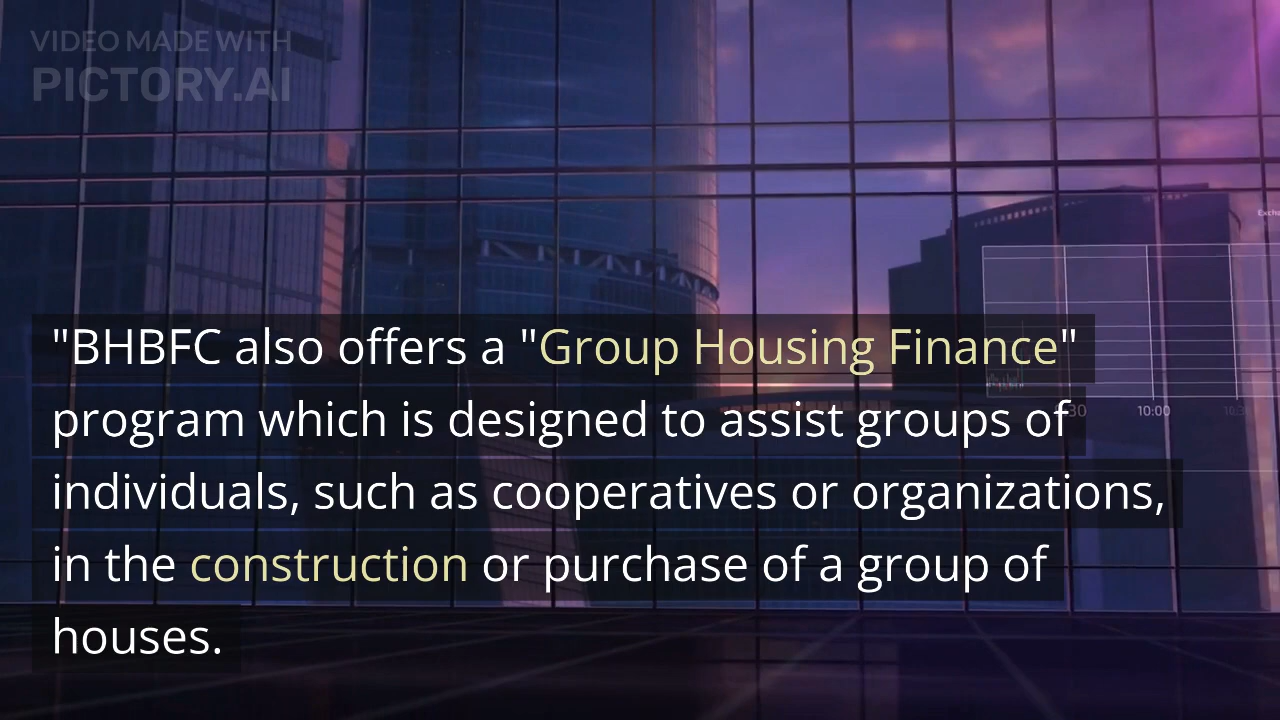 VIDEO MADE WITH
PICTORY.AI
"BHBFC also offers a "Group Housing Finance"
program which is designed to assist groups of
individuals, such as cooperatives or organizations,
in the construction or purchase of a group of
houses.
10:00